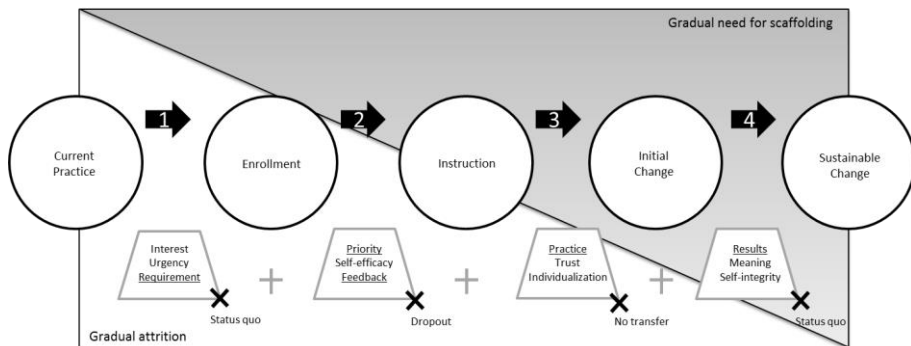 Gradual need for scaffolding
1
2
3
4
Current
Practice
Enrollment
Instruction
Initial
Change
Sustainable
Change
Interest
Urgency
Requirement
Status quo
Priority
Self-efficacy
Feedback
Dropout
Practice
Trust
Individualization
No transfer
Results
Meaning
Self-integrity
Status quo
Gradual attrition